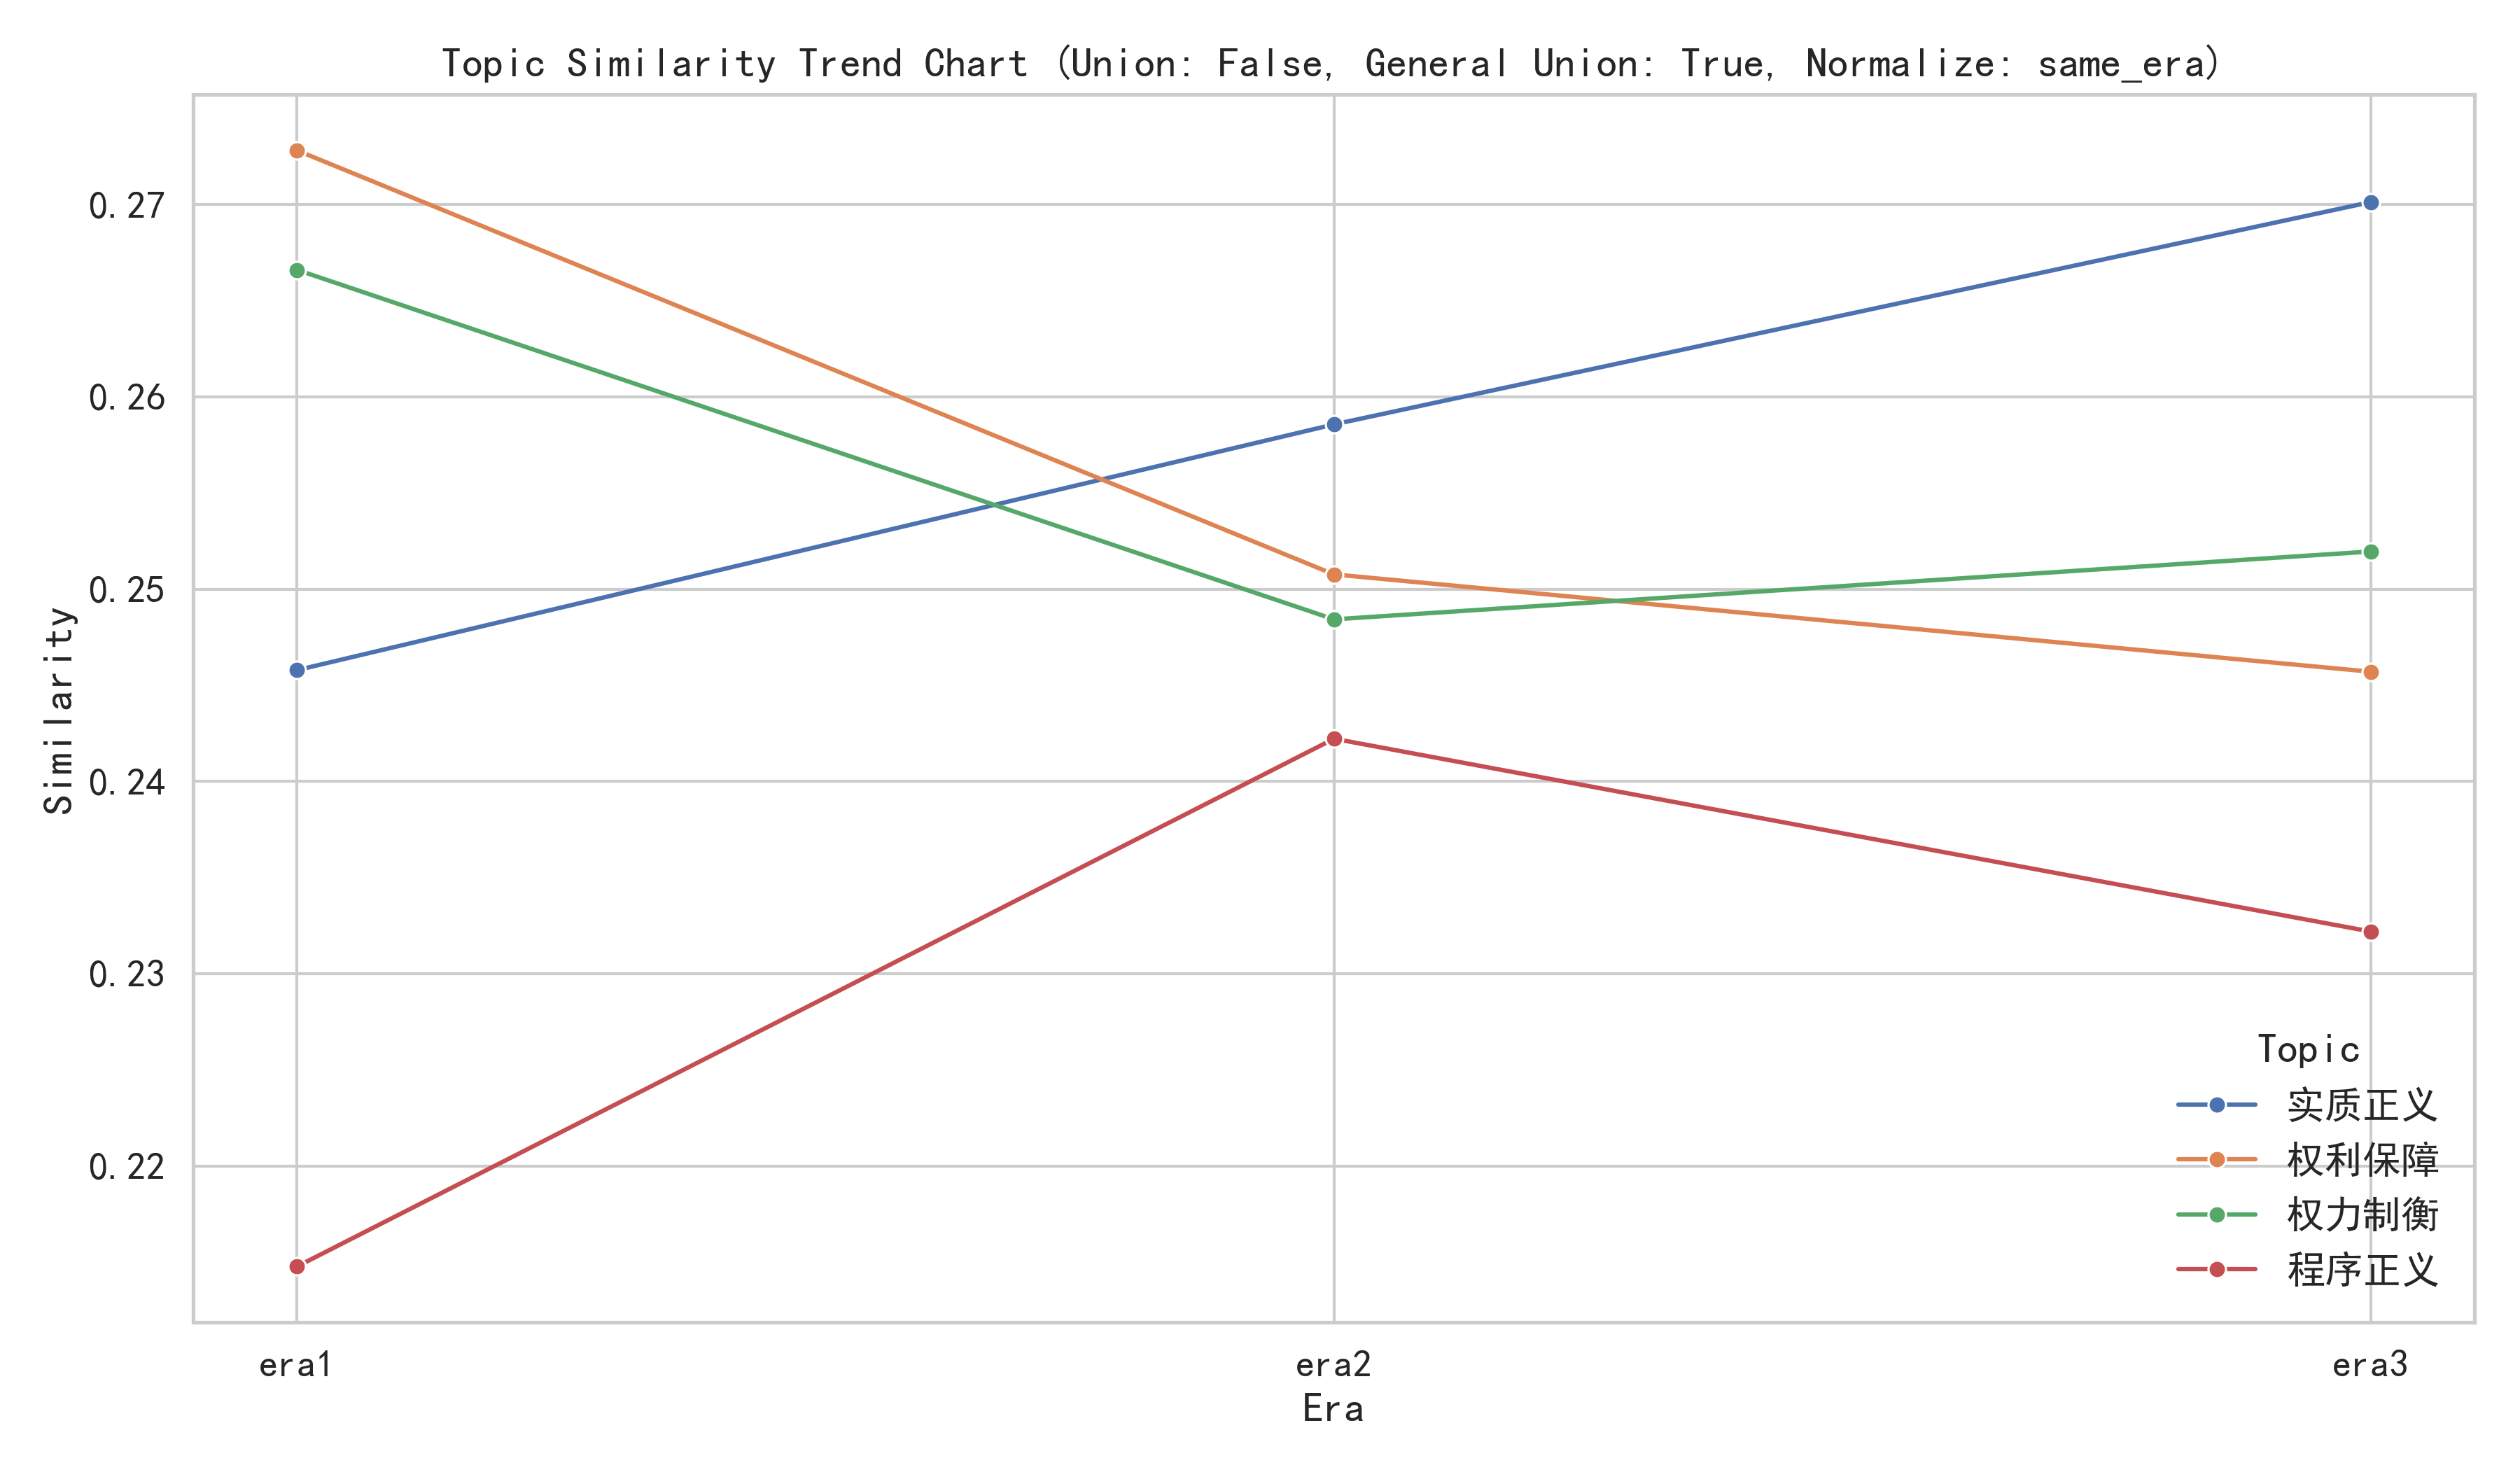 Topic Similarity Trend Chart (Union: False, General Union: True, Normalize: same_era)
0.27
0.26
0.25
0.24
0.23
0.22
Similarity
era1
era2
era3
Era
Topic
实质正义
权利保障
权力制衡
程序正义